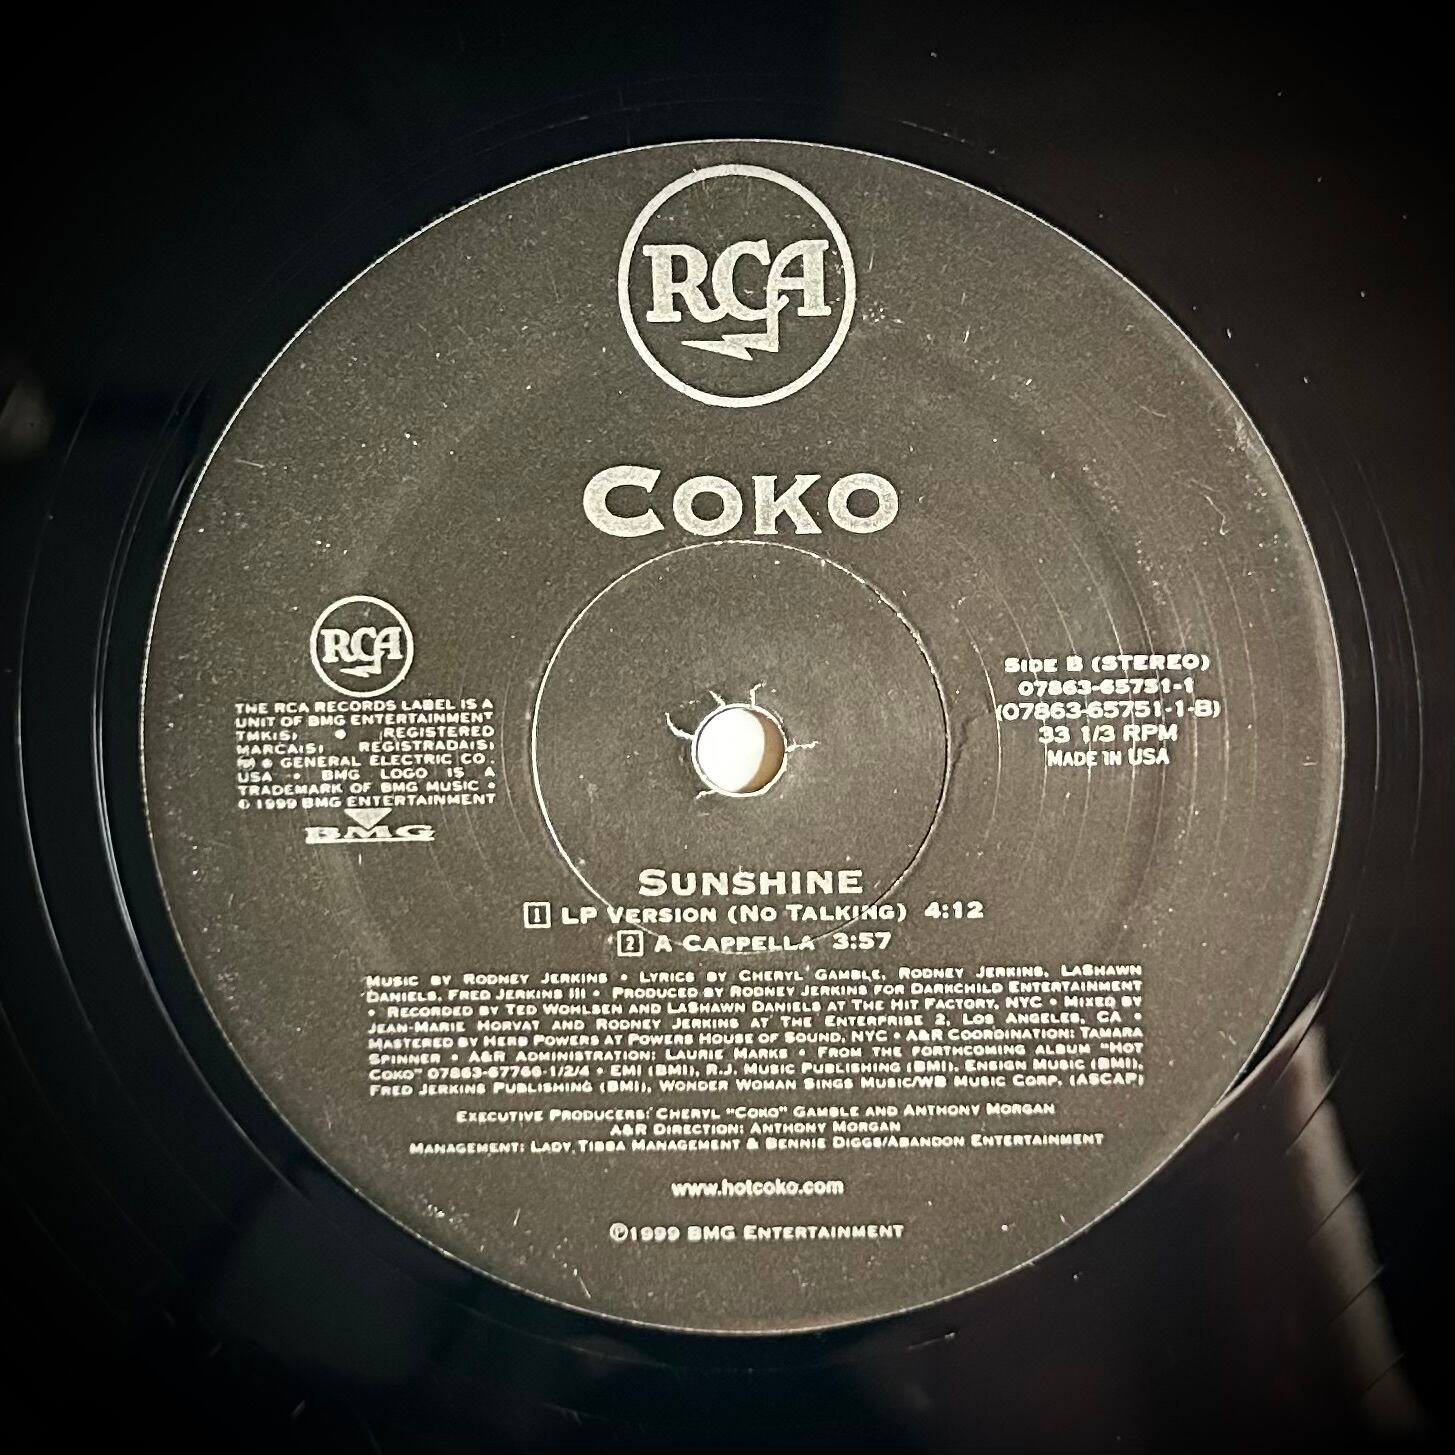 RCA
COKO
RCA
THE RCA RECORDS LABEL IS A
UNIT OF BMG ENTERTAINMENT
TMK(S) ® REGISTERED
MARCA(S) REGISTRADA(S)
GENERAL ELECTRIC CO.
USA • BMG LOGO IS A
TRADEMARK OF BMG MUSIC •
© 1999 BMG ENTERTAINMENT
BMG
SIDE B (STEREO)
07863-65751-1
(07863-65751-1-B)
33 1/3 RPM
MADE IN USA
SUNSHINE
1 LP VERSION (NO TALKING) 4:12
2 A CAPPELLA 3:57
MUSIC BY RODNEY JERKINS • LYRICS BY CHERYL GAMBLE, RODNEY JERKINS, LASHAWN
DANIELS, FRED JERKINS III • PRODUCED BY RODNEY JERKINS FOR DARKCHILD ENTERTAINMENT
• RECORDED BY TED WOHLSEN AND LASHAWN DANIELS AT THE HIT FACTORY, NYC • MIXED BY
JEAN-MARIE HORVAT AND RODNEY JERKINS AT THE ENTERPRISE 2, LOS ANGELES, CA •
MASTERED BY HERB POWERS AT POWERS HOUSE OF SOUND, NYC • A&R COORDINATION: TAMARA
SPINNER • A&R ADMINISTRATION: LAURIE MARKS • FROM THE FORTHCOMING ALBUM "HOT
COKO" 07863-67766-1/2/4 • EMI (BMI), R.J. MUSIC PUBLISHING (BMI), ENSIGN MUSIC (BMI),
FRED JERKINS PUBLISHING (BMI), WONDER WOMAN SINGS MUSIC/WB MUSIC CORP. (ASCAP)
EXECUTIVE PRODUCERS: CHERYL "COKO" GAMBLE AND ANTHONY MORGAN
A&R DIRECTION: ANTHONY MORGAN
MANAGEMENT: LADY TIBBA MANAGEMENT & BENNIE DIGGS/ABANDON ENTERTAINMENT
www.hotcoko.com
℗1999 BMG ENTERTAINMENT